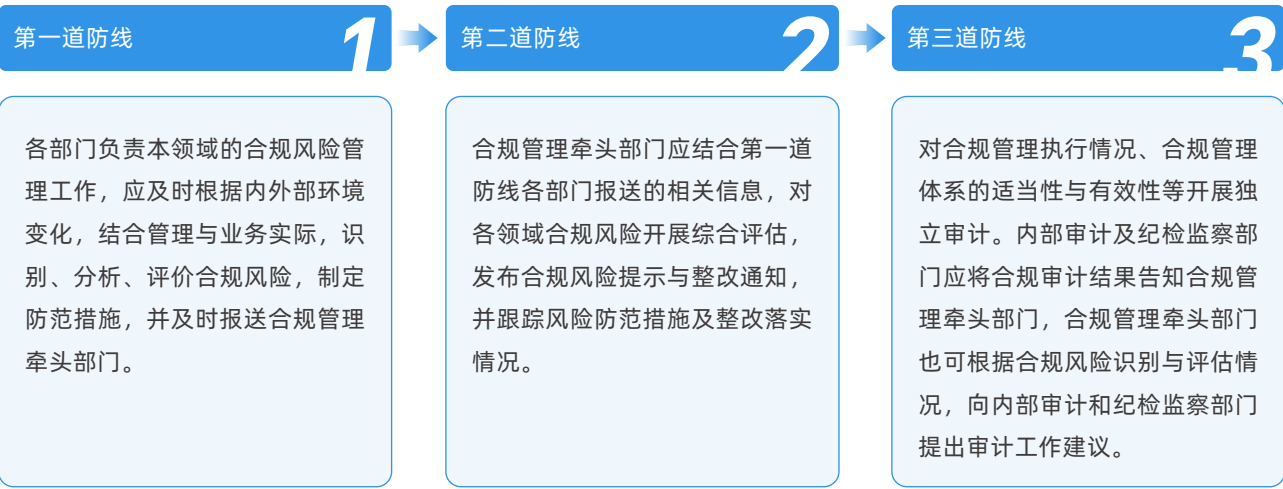 第一道防线
1
各部门负责本领域的合规风险管
理工作，应及时根据内外部环境
变化，结合管理与业务实际，识
别、分析、评价合规风险，制定
防范措施，并及时报送合规管理
牵头部门。
第二道防线
2
合规管理牵头部门应结合第一道
防线各部门报送的相关信息，对
各领域合规风险开展综合评估，
发布合规风险提示与整改通知，
并跟踪风险防范措施及整改落实
情况。
第三道防线
3
对合规管理执行情况、合规管理
体系的适当性与有效性等开展独
立审计。内部审计及纪检监察部
门应将合规审计结果告知合规管
理牵头部门，合规管理牵头部门
也可根据合规风险识别与评估情
况，向内部审计和纪检监察部门
提出审计工作建议。